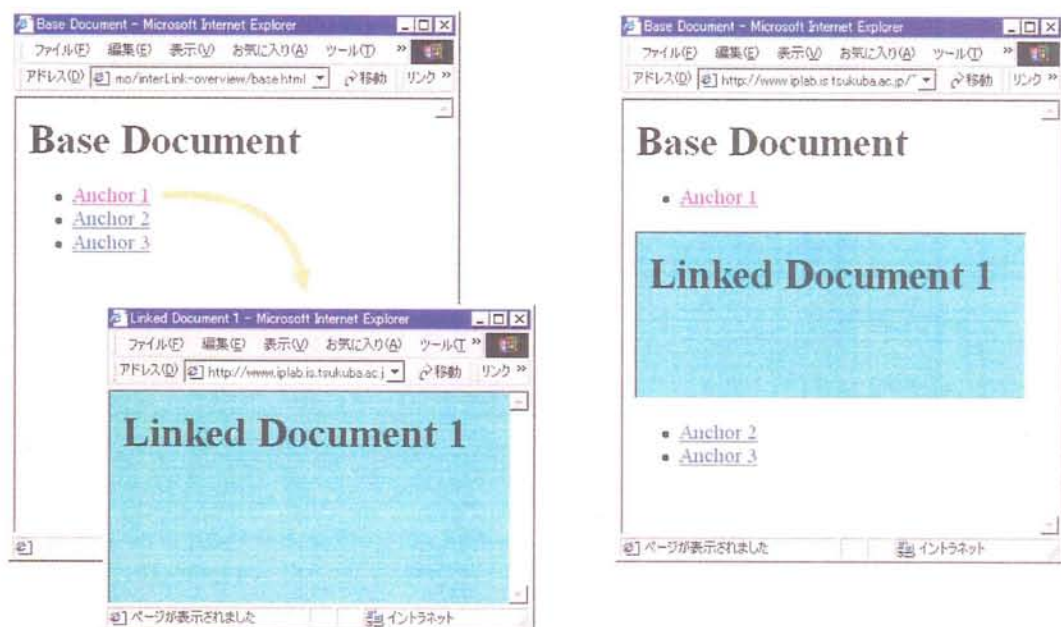 Base Document - Microsoft Internet Explorer
ファイル(F) 編集(E) 表示(V) お気に入り(A) ツール(T) »
アドレス(D) mo/interLink-overview/base.html 移動 リンク »
Base Document
Anchor 1
Anchor 2
Anchor 3
Linked Document 1 - Microsoft Internet Explorer
ファイル(F) 編集(E) 表示(V) お気に入り(A) ツール(T »
アドレス(D) http://www.iplab.is.tsukuba.ac.j 移動 リンク »
Linked Document 1
ページが表示されました イントラネット
Base Document - Microsoft Internet Explorer
ファイル(F) 編集(E) 表示(V) お気に入り(A) ツール(T) »
アドレス(D) http://www.iplab.is.tsukuba.ac.jp/~ 移動 リンク »
Base Document
Anchor 1
Linked Document 1
Anchor 2
Anchor 3
ページが表示されました イントラネット